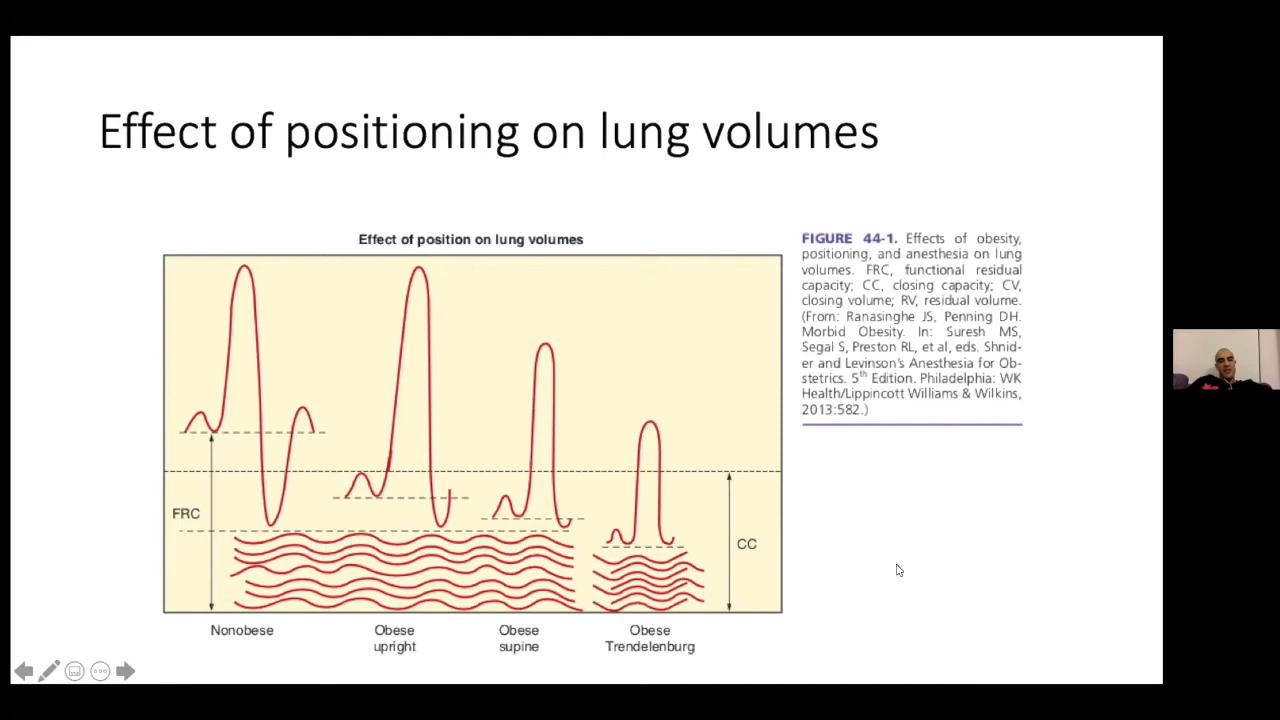 Effect of positioning on lung volumes
Effect of position on lung volumes
FRC
CC
Nonobese
Obese
upright
Obese
supine
Obese
Trendelenburg
FIGURE 44-1. Effects of obesity,
positioning, and anesthesia on lung
volumes. FRC, functional residual
capacity; CC, closing capacity; CV,
closing volume; RV, residual volume.
(From: Ranasinghe JS, Penning DH.
Morbid Obesity. In: Suresh MS,
Segal S, Preston RL, et al, eds. Shnid-
er and Levinson's Anesthesia for Ob-
stetrics. 5th Edition. Philadelphia: WK
Health/Lippincott Williams & Wilkins,
2013:582.)